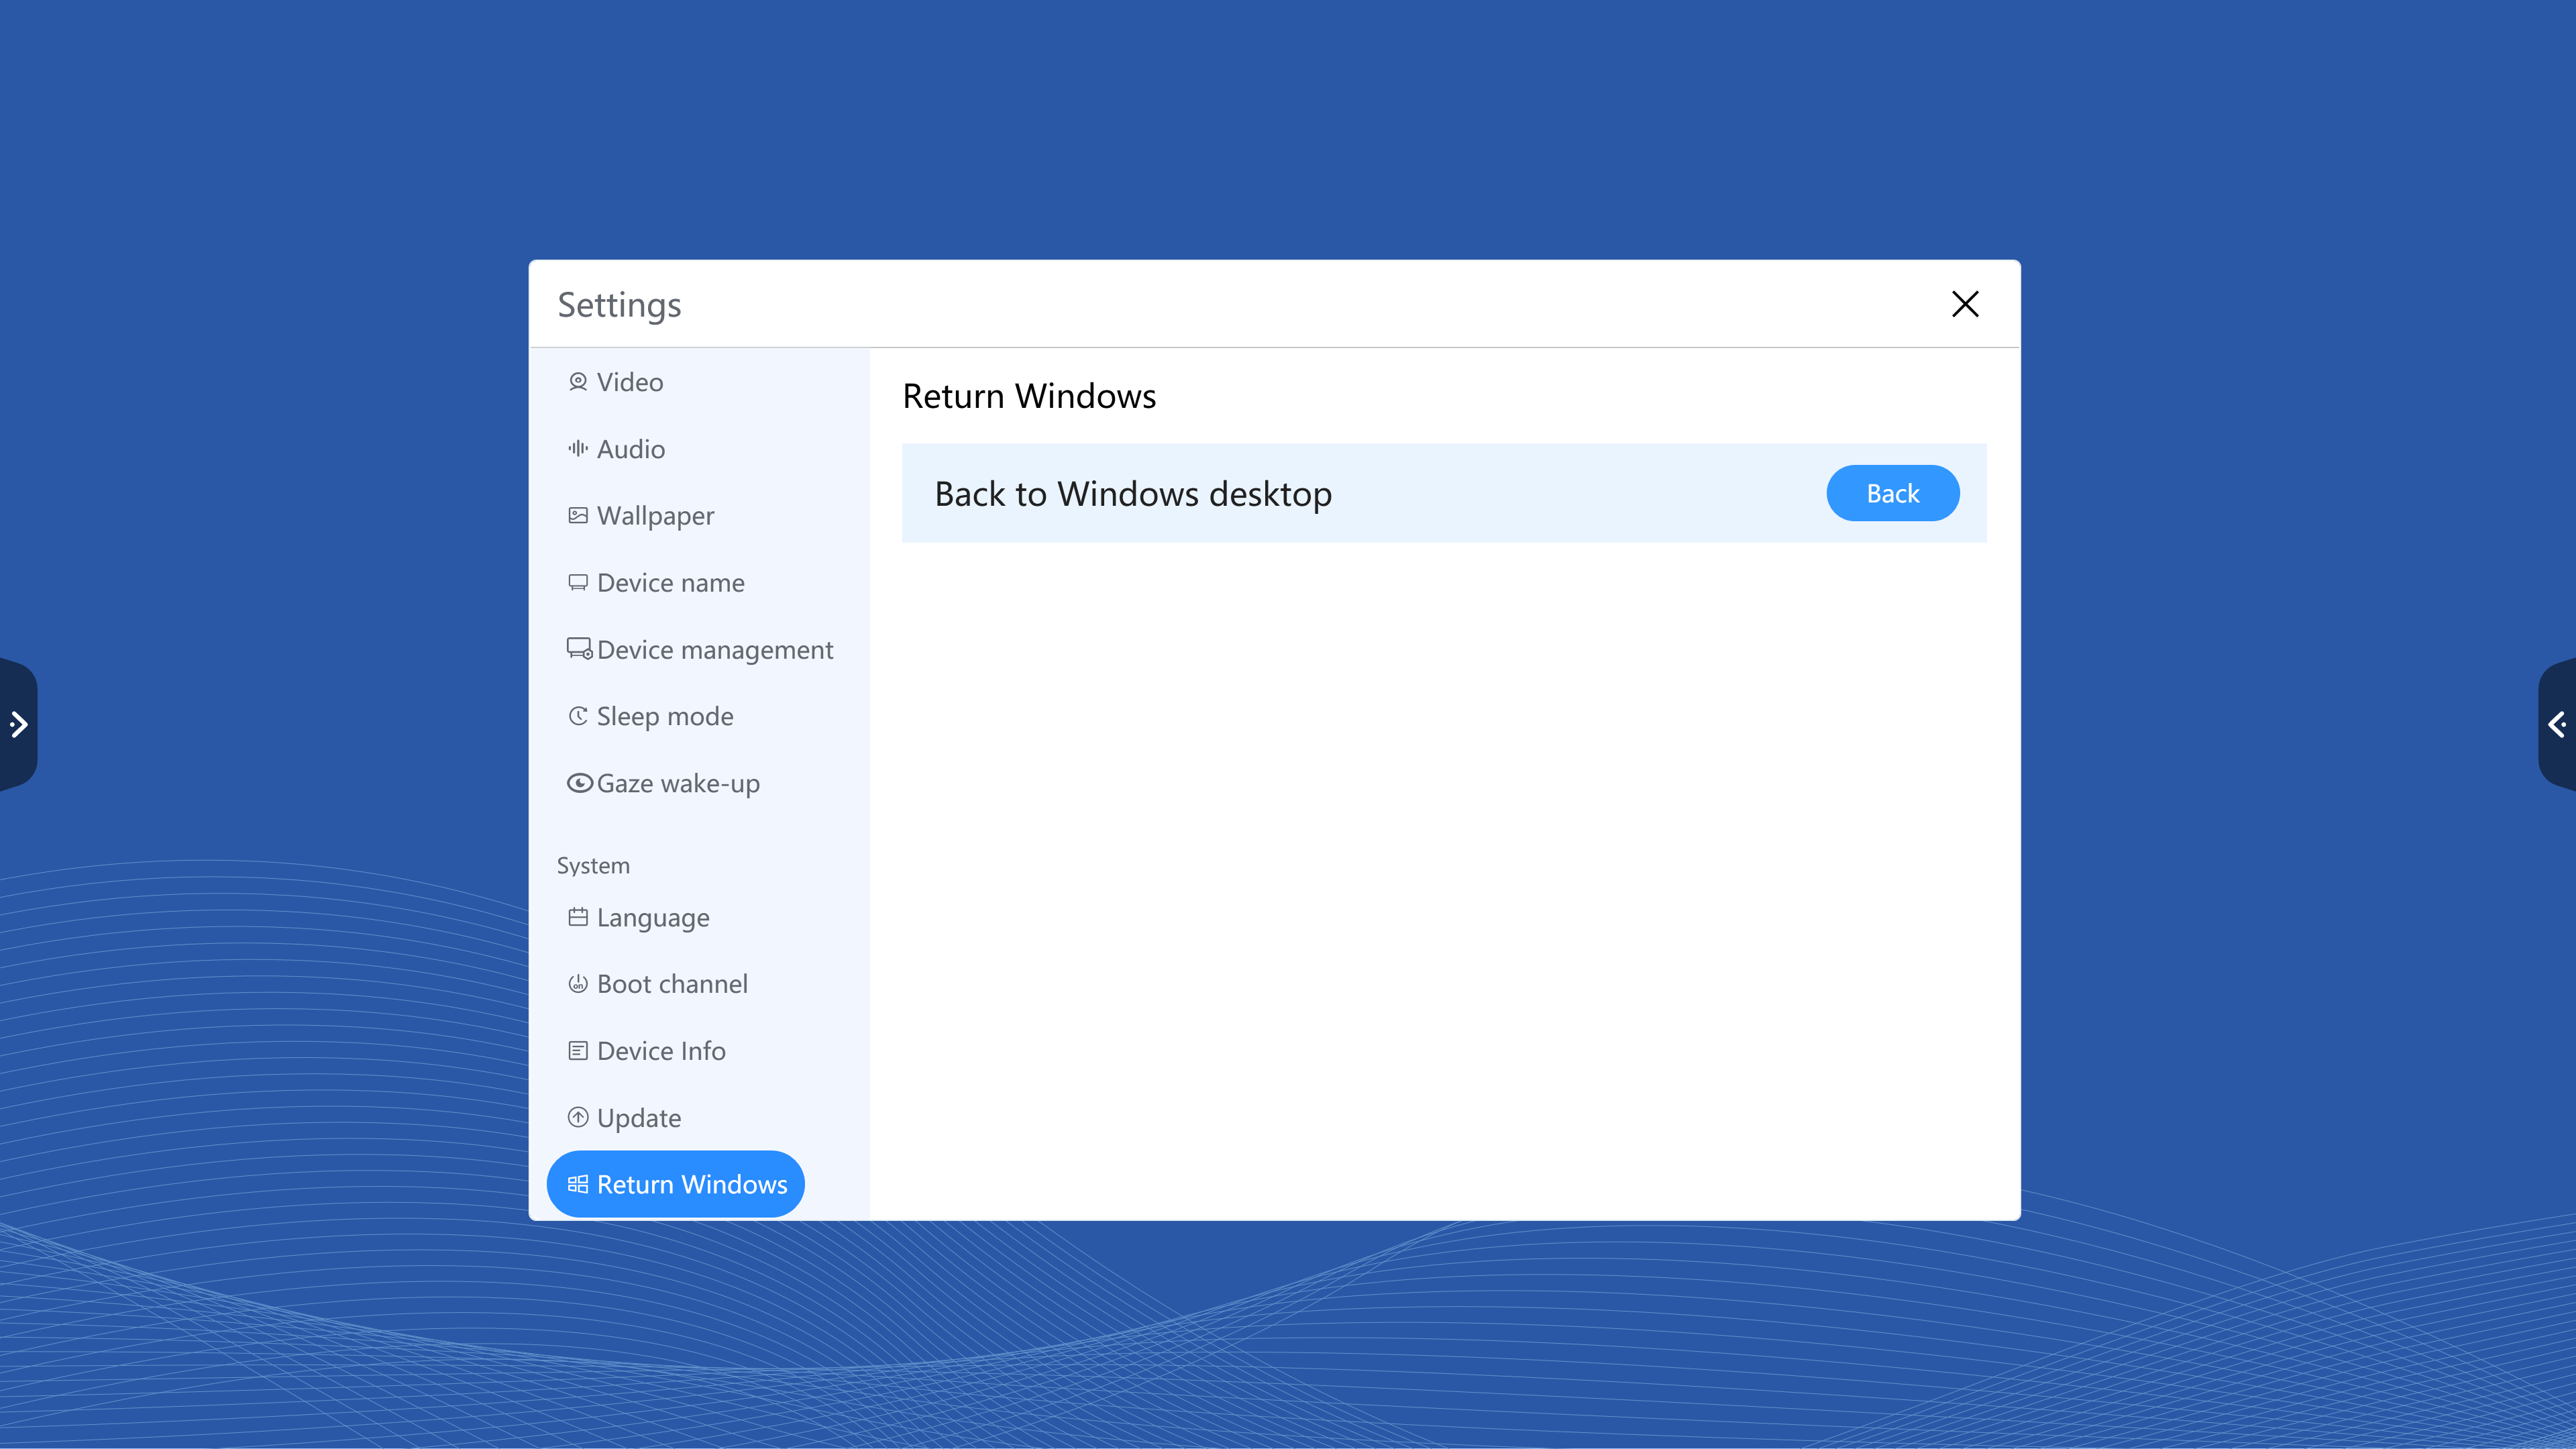 Settings
Video
Audio
Wallpaper
Device name
Device management
Sleep mode
Gaze wake-up
System
Language
on
Boot channel
Device Info
Update
Return Windows
Return Windows
Back to Windows desktop
Back